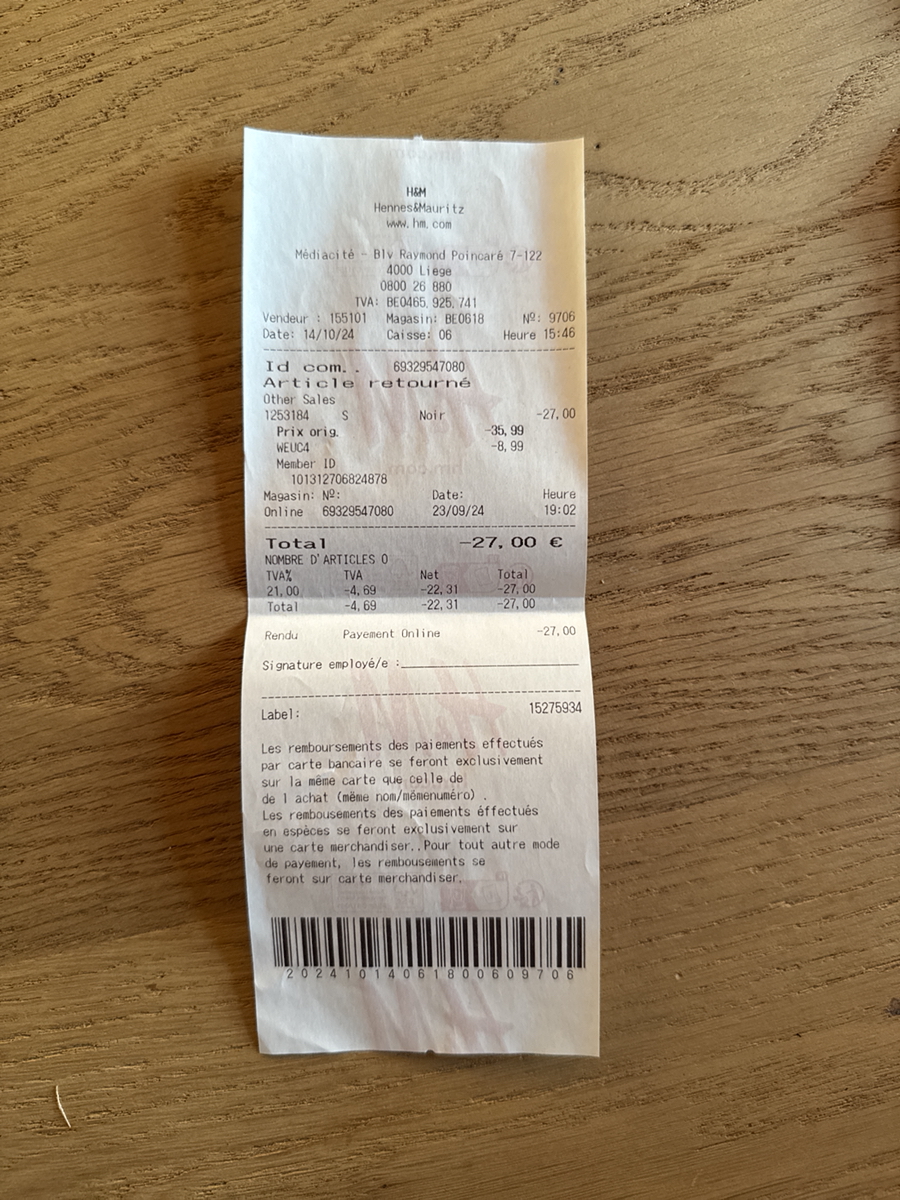 H&M
Hennes&Mauritz
www.hm.com
Médiacité - Blv Raymond Poincaré 7-122
4000 Liege
0800 26 880
TVA: BE0465.925.741
Vendeur : 155101 Magasin: BE0618 Nº: 9706
Date: 14/10/24 Caisse: 06 Heure 15:46
Id com.. 69329547080
Article retourné
Other Sales
1253184 S Noir -27,00
Prix orig. -35,99
WEUC4 -8,99
Member ID
101312706824878
Magasin: Nº: Date: Heure
Online 69329547080 23/09/24 19:02
Total -27,00 €
NOMBRE D'ARTICLES 0
TVA% TVA Net Total
21,00 -4,69 -22,31 -27,00
Total -4,69 -22,31 -27,00
Rendu Payement Online -27,00
Signature employé/e :
Label: 15275934
Les remboursements des paiements effectués
par carte bancaire se feront exclusivement
sur la même carte que celle de
de l achat (même nom/mêmenuméro) .
Les rembousements des paiements éffectués
en espèces se feront exclusivement sur
une carte merchandiser..Pour tout autre mode
de payement, les rembousements se
feront sur carte merchandiser.
20241014061800609706